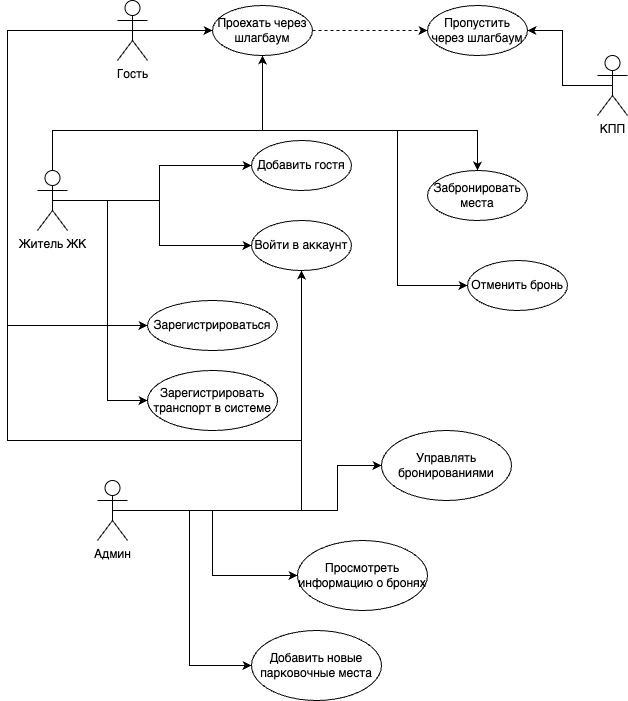 Проехать через
шлагбаум
Пропустить
через шлагбаум
Гость
КПП
Добавить гостя
Забронировать
места
Житель ЖК
Войти в аккаунт
Отменить бронь
Зарегистрироваться
Зарегистрировать
транспорт в системе
Управлять
бронированиями
Админ
Просмотреть
информацию о бронях
Добавить новые
парковочные места